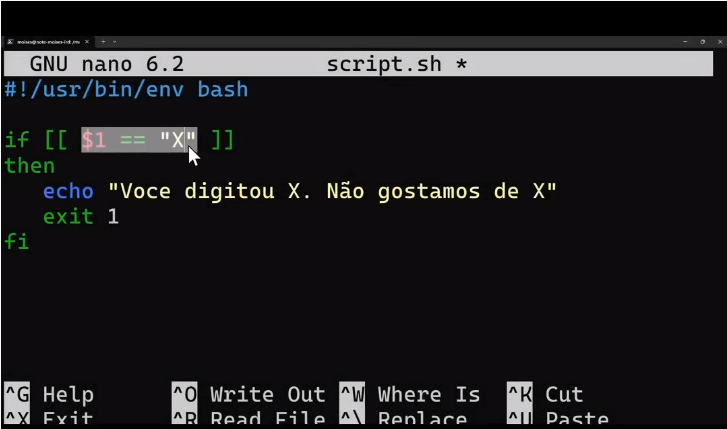 GNU nano 6.2 script.sh *
#!/usr/bin/env bash
if [[ $1 == "X" ]]
then
echo "Voce digitou X. Não gostamos de X"
exit 1
fi
^G Help ^O Write Out ^W Where Is ^K Cut
^X Exit ^R Read File ^\ Replace ^U Paste